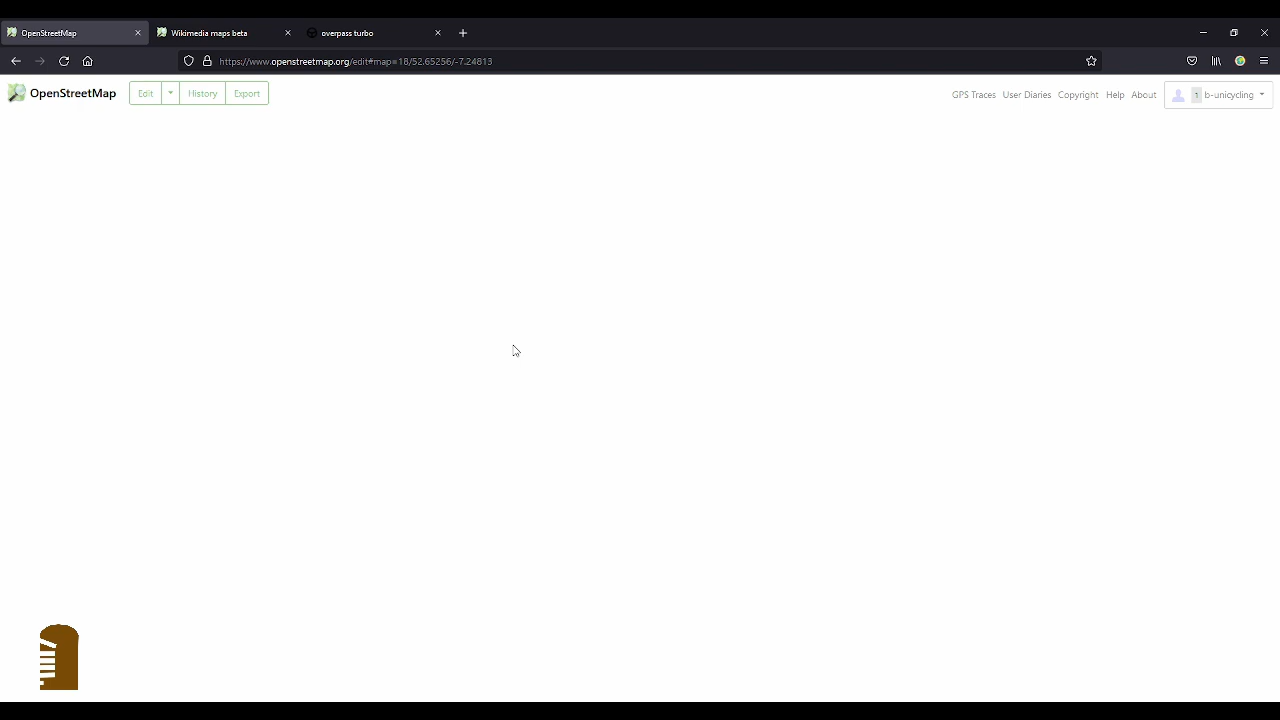 OpenStreetMap
Wikimedia maps beta
overpass turbo
https://www.openstreetmap.org/edit#map=18/52.65256/-7.24813
OpenStreetMap
Edit
History
Export
GPS Traces
User Diaries
Copyright
Help
About
1 b-unicycling